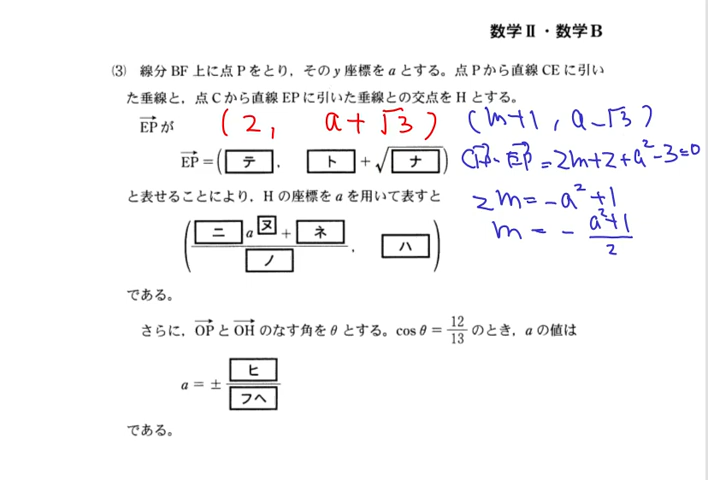 数学Ⅱ・数学B
(3) 線分 BF 上に点 P をとり，その y 座標を a とする。点 P から直線 CE に引い
た垂線と，点 C から直線 EP に引いた垂線との交点を H とする。
EP が (2, a+√3) (m+1, a-√3)
EP = ( テ , ト + √ナ ) CH・EP = 2m+2+a²-3=0
と表せることにより，H の座標を a を用いて表すと 2m = -a²+1
( (ニ a^ヌ + ネ) / ノ , ハ ) m = - (a²+1)/2
である。
さらに，OP と OH のなす角を θ とする。cos θ = 12/13 のとき，a の値は
a = ± ヒ / フヘ
である。